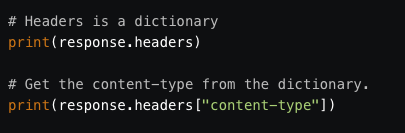 # Headers is a dictionary
print(response.headers)
# Get the content-type from the dictionary.
print(response.headers["content-type"])